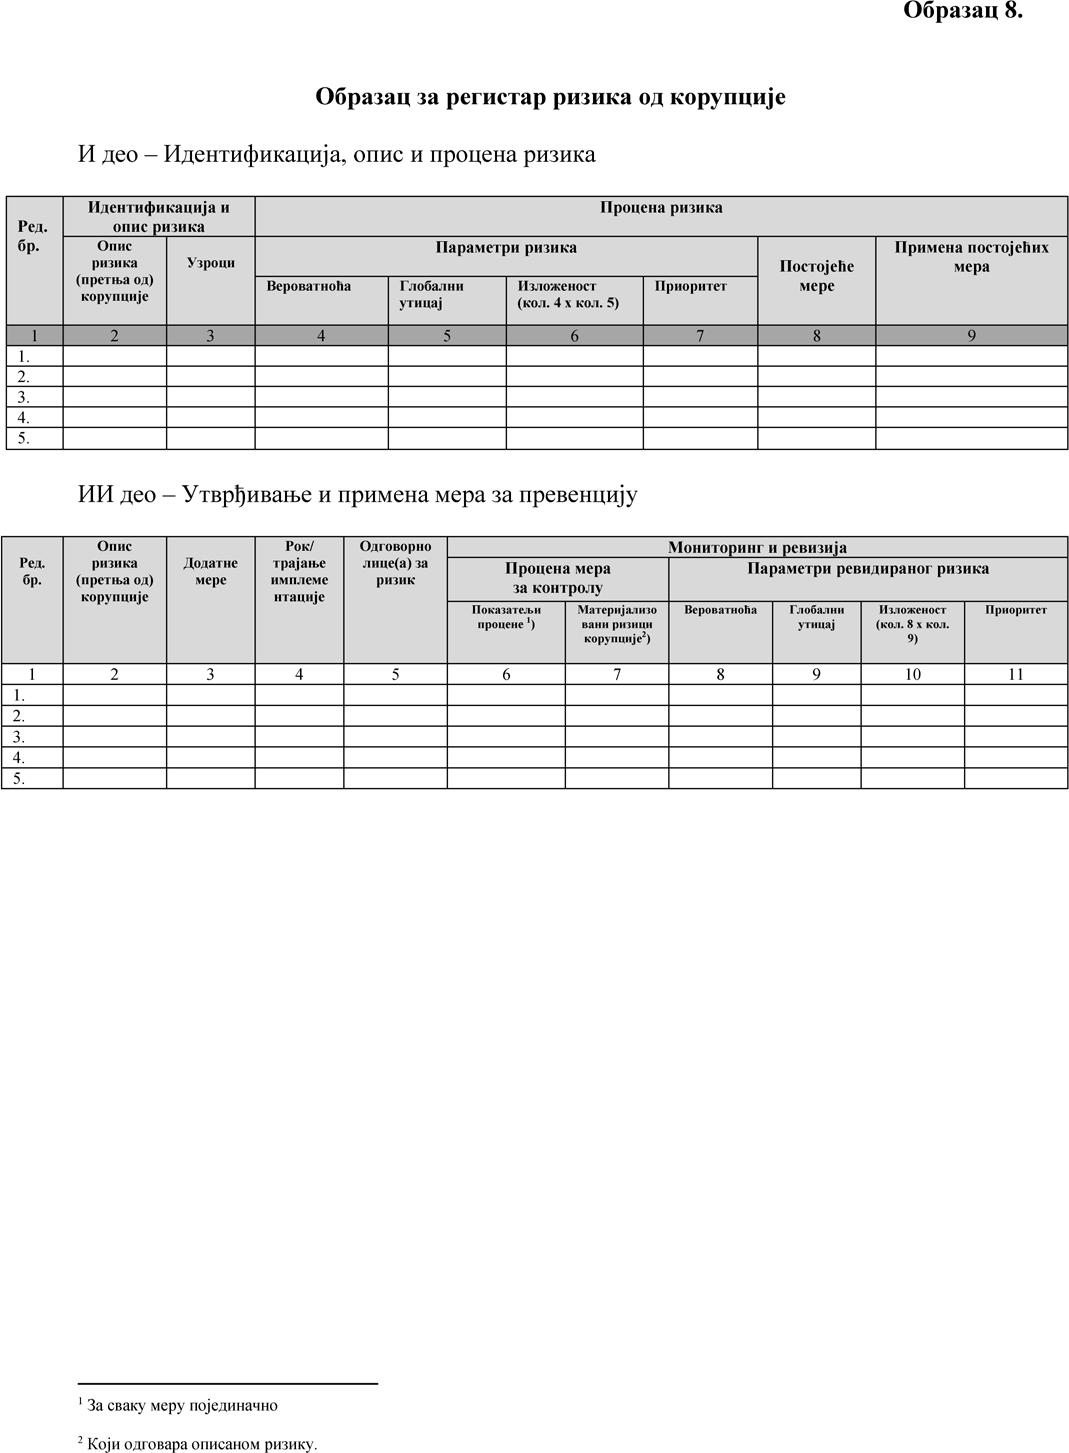 Образац 8.
Образац за регистар ризика од корупције
И део – Идентификација, опис и процена ризика
Ред.
бр.
Идентификација и
опис ризика
Процена ризика
Опис
ризика
(претња од)
корупције
Узроци
Параметри ризика
Постојеће
мере
Примена постојећих
мера
Вероватноћа
Глобални
утицај
Изложеност
(кол. 4 х кол. 5)
Приоритет
1 2 3 4 5 6 7 8 9
1.
2.
3.
4.
5.
ИИ део – Утврђивање и примена мера за превенцију
Ред.
бр.
Опис
ризика
(претња од)
корупције
Додатне
мере
Рок/
трајање
имплеме
нтације
Одговорно
лице(а) за
ризик
Мониторинг и ревизија
Процена мера
за контролу
Параметри ревидираног ризика
Показатељи
процене ¹)
Материјализо
вани ризици
корупције²)
Вероватноћа
Глобални
утицај
Изложеност
(кол. 8 х кол.
9)
Приоритет
1 2 3 4 5 6 7 8 9 10 11
1.
2.
3.
4.
5.
¹ За сваку меру појединачно
² Који одговара описаном ризику.